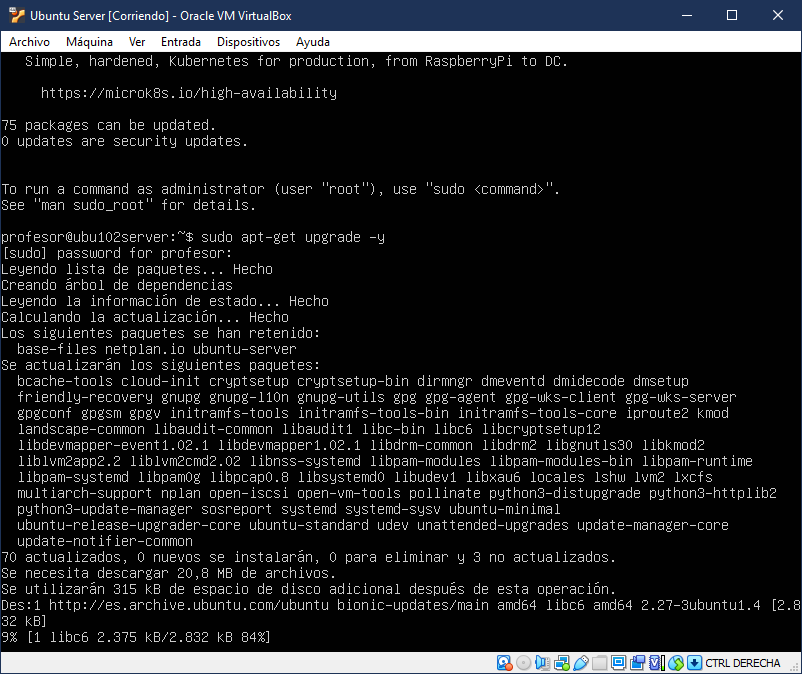 Ubuntu Server [Corriendo] - Oracle VM VirtualBox
Archivo Máquina Ver Entrada Dispositivos Ayuda
Simple, hardened, Kubernetes for production, from RaspberryPi to DC.
https://microk8s.io/high-availability
75 packages can be updated.
0 updates are security updates.
To run a command as administrator (user "root"), use "sudo <command>".
See "man sudo_root" for details.
profesor@ubu102server:~$ sudo apt-get upgrade -y
[sudo] password for profesor:
Leyendo lista de paquetes... Hecho
Creando árbol de dependencias
Leyendo la información de estado... Hecho
Calculando la actualización... Hecho
Los siguientes paquetes se han retenido:
base-files netplan.io ubuntu-server
Se actualizarán los siguientes paquetes:
bcache-tools cloud-init cryptsetup cryptsetup-bin dirmngr dmeventd dmidecode dmsetup
friendly-recovery gnupg gnupg-l10n gnupg-utils gpg gpg-agent gpg-wks-client gpg-wks-server
gpgconf gpgsm gpgv initramfs-tools initramfs-tools-bin initramfs-tools-core iproute2 kmod
landscape-common libaudit-common libaudit1 libc-bin libc6 libcryptsetup12
libdevmapper-event1.02.1 libdevmapper1.02.1 libdrm-common libdrm2 libgnutls30 libkmod2
liblvm2app2.2 liblvm2cmd2.02 libnss-systemd libpam-modules libpam-modules-bin libpam-runtime
libpam-systemd libpam0g libpcap0.8 libsystemd0 libudev1 libxau6 locales lshw lvm2 lxcfs
multiarch-support nplan open-iscsi open-vm-tools pollinate python3-distupgrade python3-httplib2
python3-update-manager sosreport systemd systemd-sysv ubuntu-minimal
ubuntu-release-upgrader-core ubuntu-standard udev unattended-upgrades update-manager-core
update-notifier-common
70 actualizados, 0 nuevos se instalarán, 0 para eliminar y 3 no actualizados.
Se necesita descargar 20,8 MB de archivos.
Se utilizarán 315 kB de espacio de disco adicional después de esta operación.
Des:1 http://es.archive.ubuntu.com/ubuntu bionic-updates/main amd64 libc6 amd64 2.27-3ubuntu1.4 [2.8
32 kB]
9% [1 libc6 2.375 kB/2.832 kB 84%]
CTRL DERECHA